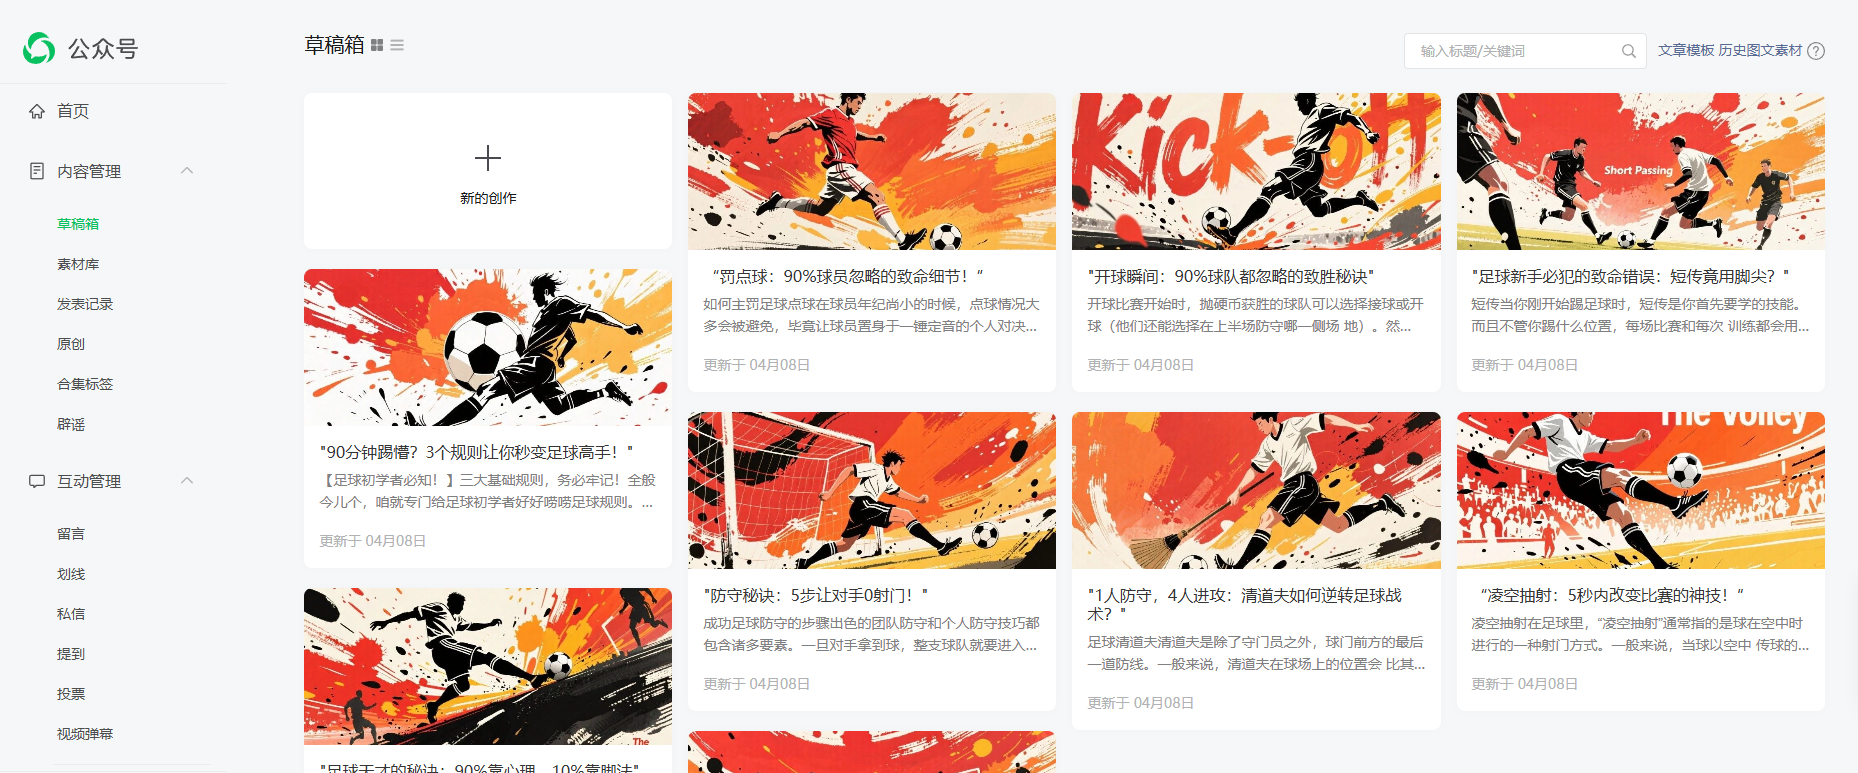 公众号
首页
内容管理
草稿箱
素材库
发表记录
原创
合集标签
辟谣
互动管理
留言
划线
私信
提到
投票
视频弹幕
草稿箱
输入标题/关键词
文章模板 历史图文素材
新的创作
"90分钟踢懵？3个规则让你秒变足球高手！"
【足球初学者必知！】三大基础规则，务必牢记！全般
今儿个，咱就专门给足球初学者好好唠唠足球规则。...
更新于 04月08日
The
"足球天才的秘诀：90%靠心理，10%靠脚法"
“罚点球：90%球员忽略的致命细节！”
如何主罚足球点球在球员年纪尚小的时候，点球情况大
多会被避免，毕竟让球员置身于一锤定音的个人对决...
更新于 04月08日
"防守秘诀：5步让对手0射门！"
成功足球防守的步骤出色的团队防守和个人防守技巧都
包含诸多要素。一旦对手拿到球，整支球队就要进入...
更新于 04月08日
Kick-off
"开球瞬间：90%球队都忽略的致胜秘诀"
开球比赛开始时，抛硬币获胜的球队可以选择接球或开
球（他们还能选择在上半场防守哪一侧场 地）。然...
更新于 04月08日
"1人防守，4人进攻：清道夫如何逆转足球战
术？"
足球清道夫清道夫是除了守门员之外，球门前方的最后
一道防线。一般来说，清道夫在球场上的位置会 比其...
更新于 04月08日
Short Passing
"足球新手必犯的致命错误：短传竟用脚尖？"
短传当你刚开始踢足球时，短传是你首先要学的技能。
而且不管你踢什么位置，每场比赛和每次 训练都会用...
更新于 04月08日
The Volley
“凌空抽射：5秒内改变比赛的神技！”
凌空抽射在足球里，“凌空抽射”通常指的是球在空中时
进行的一种射门方式。一般来说，当球以空中 传球的...
更新于 04月08日